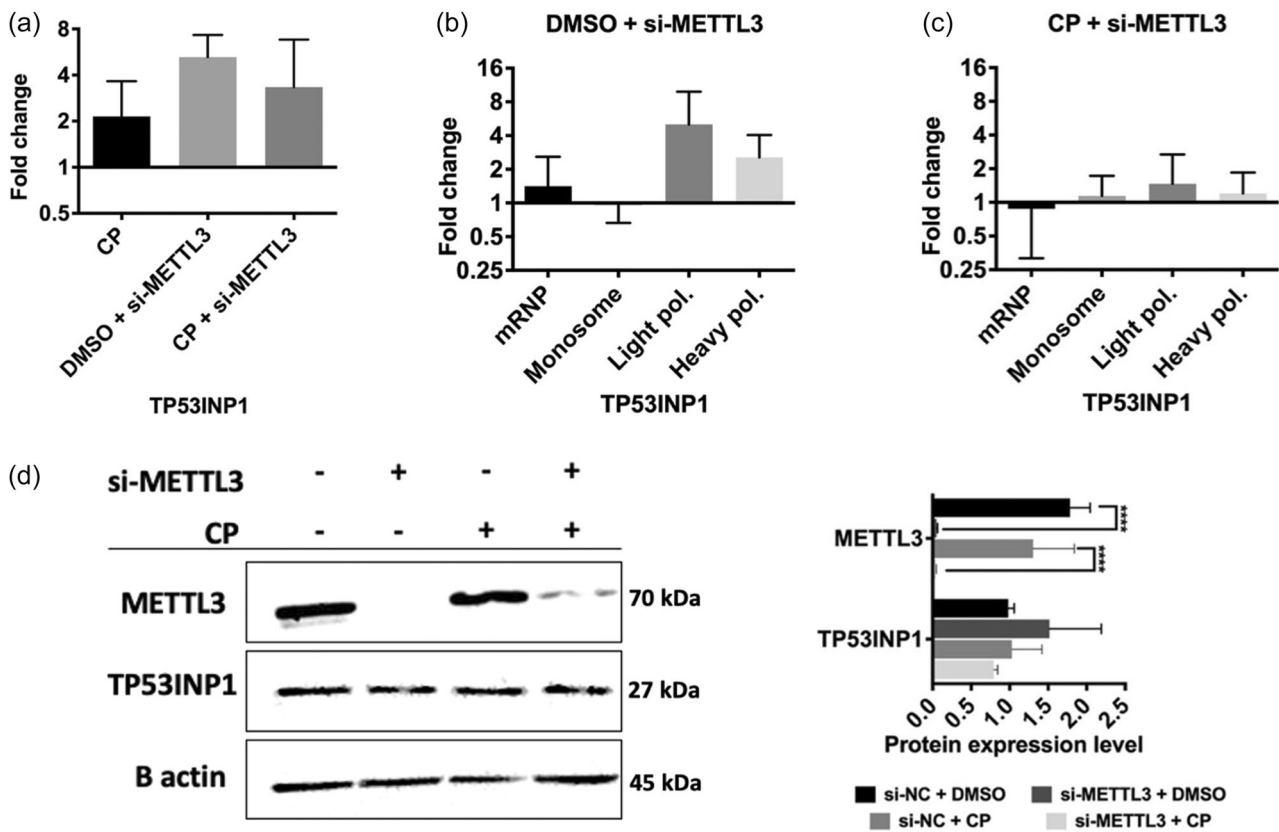 (a)
8
4
2
1
0.5
Fold change
CP
DMSO + si-METTL3
CP + si-METTL3
TP53INP1
(b)
DMSO + si-METTL3
16
8
4
2
1
0.5
0.25
Fold change
mRNP
Monosome
Light pol.
Heavy pol.
TP53INP1
(c)
CP + si-METTL3
16
8
4
2
1
0.5
0.25
Fold change
mRNP
Monosome
Light pol.
Heavy pol.
TP53INP1
(d)
si-METTL3 - + - +
CP - - + +
METTL3 70 kDa
TP53INP1 27 kDa
B actin 45 kDa
METTL3
****
****
TP53INP1
0.0 0.5 1.0 1.5 2.0 2.5
Protein expression level
si-NC + DMSO si-METTL3 + DMSO
si-NC + CP si-METTL3 + CP